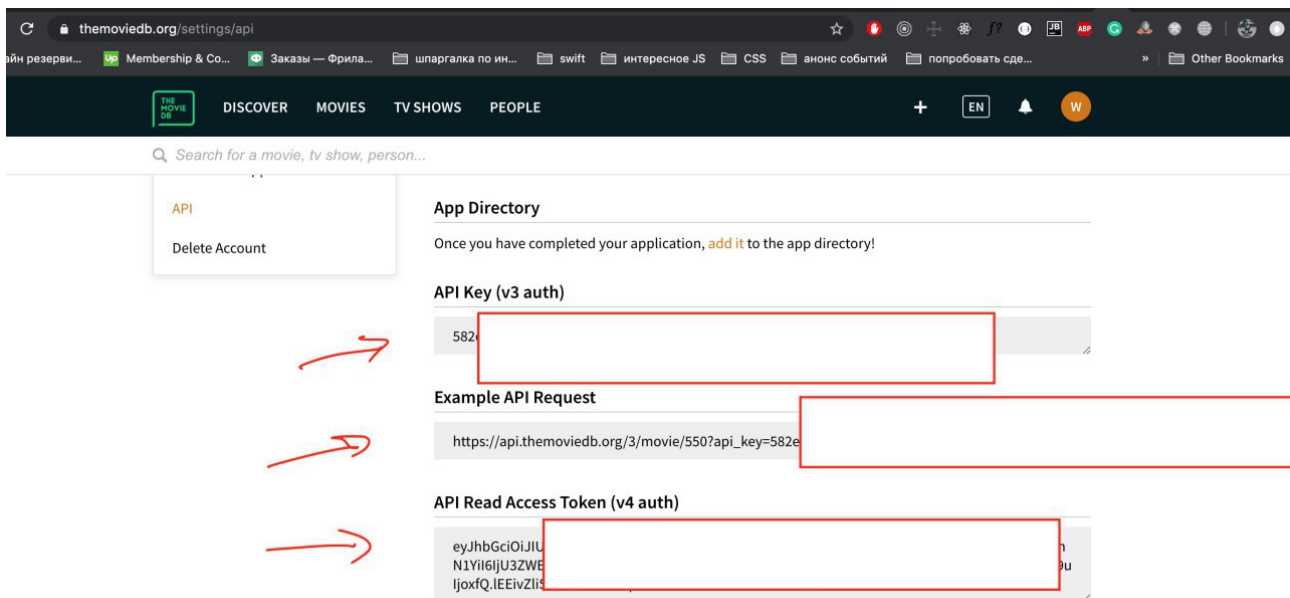 themoviedb.org/settings/api
JB
ABP
айн резерви...
Up
Membership & Co...
Заказы — Фрила...
шпаргалка по ин...
swift
интересное JS
CSS
анонс событий
попробовать сде...
»
Other Bookmarks
THE
MOVIE
DB
DISCOVER
MOVIES
TV SHOWS
PEOPLE
+
EN
W
Search for a movie, tv show, person...
API
Delete Account
App Directory
Once you have completed your application, add it to the app directory!
API Key (v3 auth)
582
Example API Request
https://api.themoviedb.org/3/movie/550?api_key=582e
API Read Access Token (v4 auth)